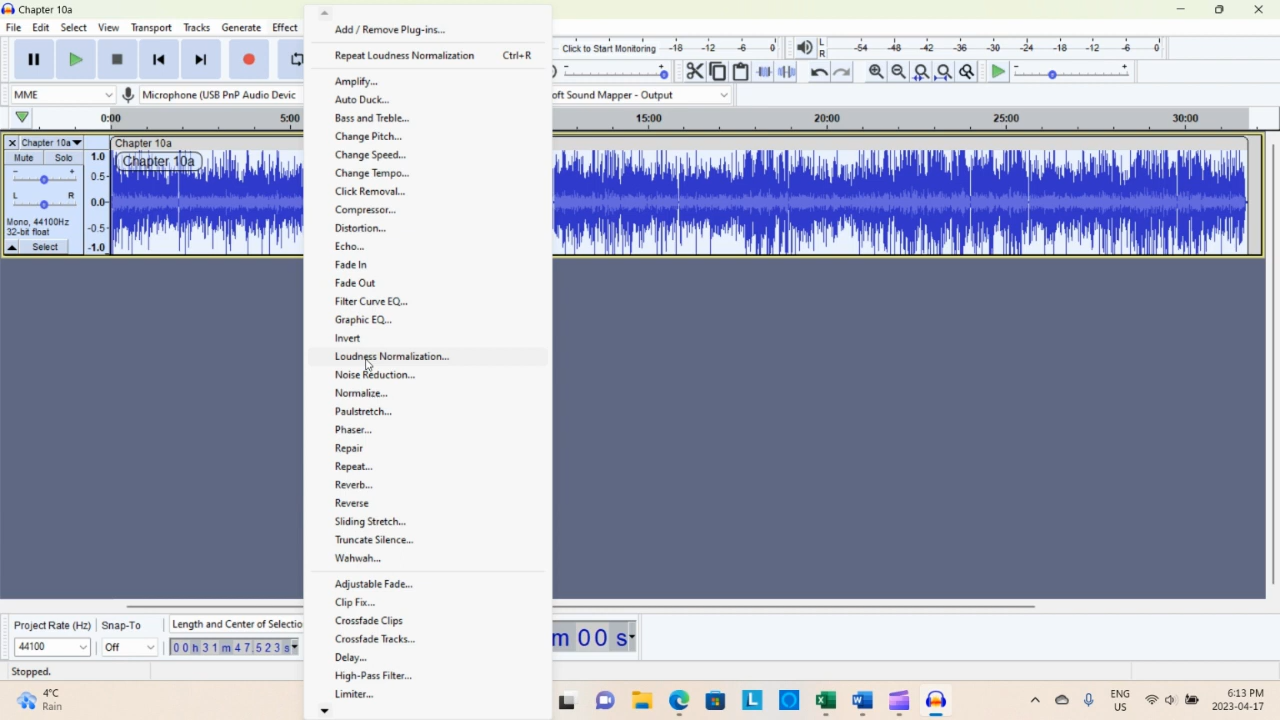 Chapter 10a
File Edit Select View Transport Tracks Generate Effect
Add / Remove Plug-ins...
Repeat Loudness Normalization Ctrl+R
Amplify...
Auto Duck...
Bass and Treble...
Change Pitch...
Change Speed...
Change Tempo...
Click Removal...
Compressor...
Distortion...
Echo...
Fade In
Fade Out
Filter Curve EQ...
Graphic EQ...
Invert
Loudness Normalization...
Noise Reduction...
Normalize...
Paulstretch...
Phaser...
Repair
Repeat...
Reverb...
Reverse
Sliding Stretch...
Truncate Silence...
Wahwah...
Adjustable Fade...
Clip Fix...
Crossfade Clips
Crossfade Tracks...
Delay...
High-Pass Filter...
Limiter...
Click to Start Monitoring -18 -12 -6 0
L
R
-54 -48 -42 -36 -30 -24 -18 -12 -6 0
MME Microphone (USB PnP Audio Devic oft Sound Mapper - Output
0:00 5:00 15:00 20:00 25:00 30:00
Chapter 10a
Mute Solo
- +
L R
Mono, 44100Hz
32-bit float
Select
1.0
0.5
0.0
-0.5
-1.0
Chapter 10a
Chapter 10a
Project Rate (Hz) Snap-To Length and Center of Selectio
44100 Off 00h31m47.523s m 00 s
Stopped.
4°C
Rain
ENG
US
6:13 PM
2023-04-17